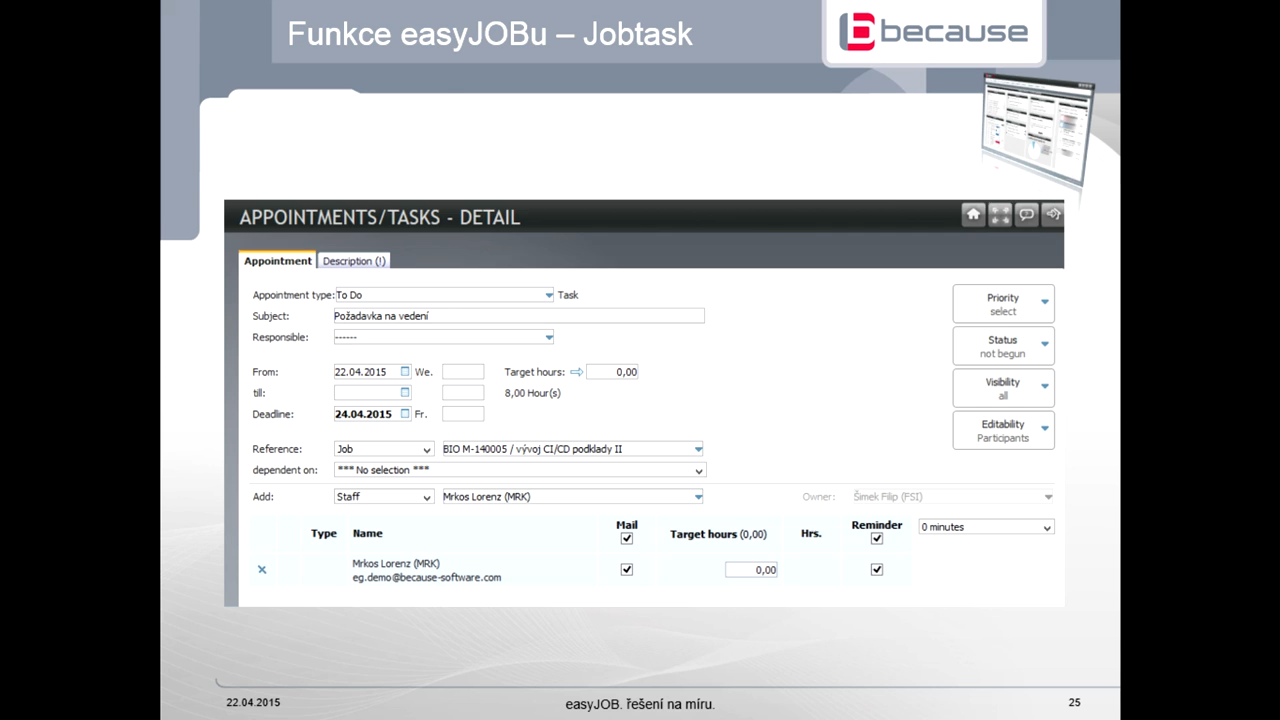 Funkce easyJOBu – Jobtask
because
APPOINTMENTS/TASKS - DETAIL
Appointment Description (!)
Appointment type: To Do Task
Subject: Požadavka na vedení
Responsible: ------
From: 22.04.2015 We. Target hours: 0,00
till: 8,00 Hour(s)
Deadline: 24.04.2015 Fr.
Priority
select
Status
not begun
Visibility
all
Editability
Participants
Reference: Job BIO M-140005 / vývoj CI/CD podklady II
dependent on: *** No selection ***
Add: Staff Mrkos Lorenz (MRK) Owner: Šimek Filip (FSI)
Type Name Mail Target hours (0,00) Hrs. Reminder 0 minutes
Mrkos Lorenz (MRK) 0,00
eg.demo@because-software.com
22.04.2015 easyJOB. řešení na míru. 25